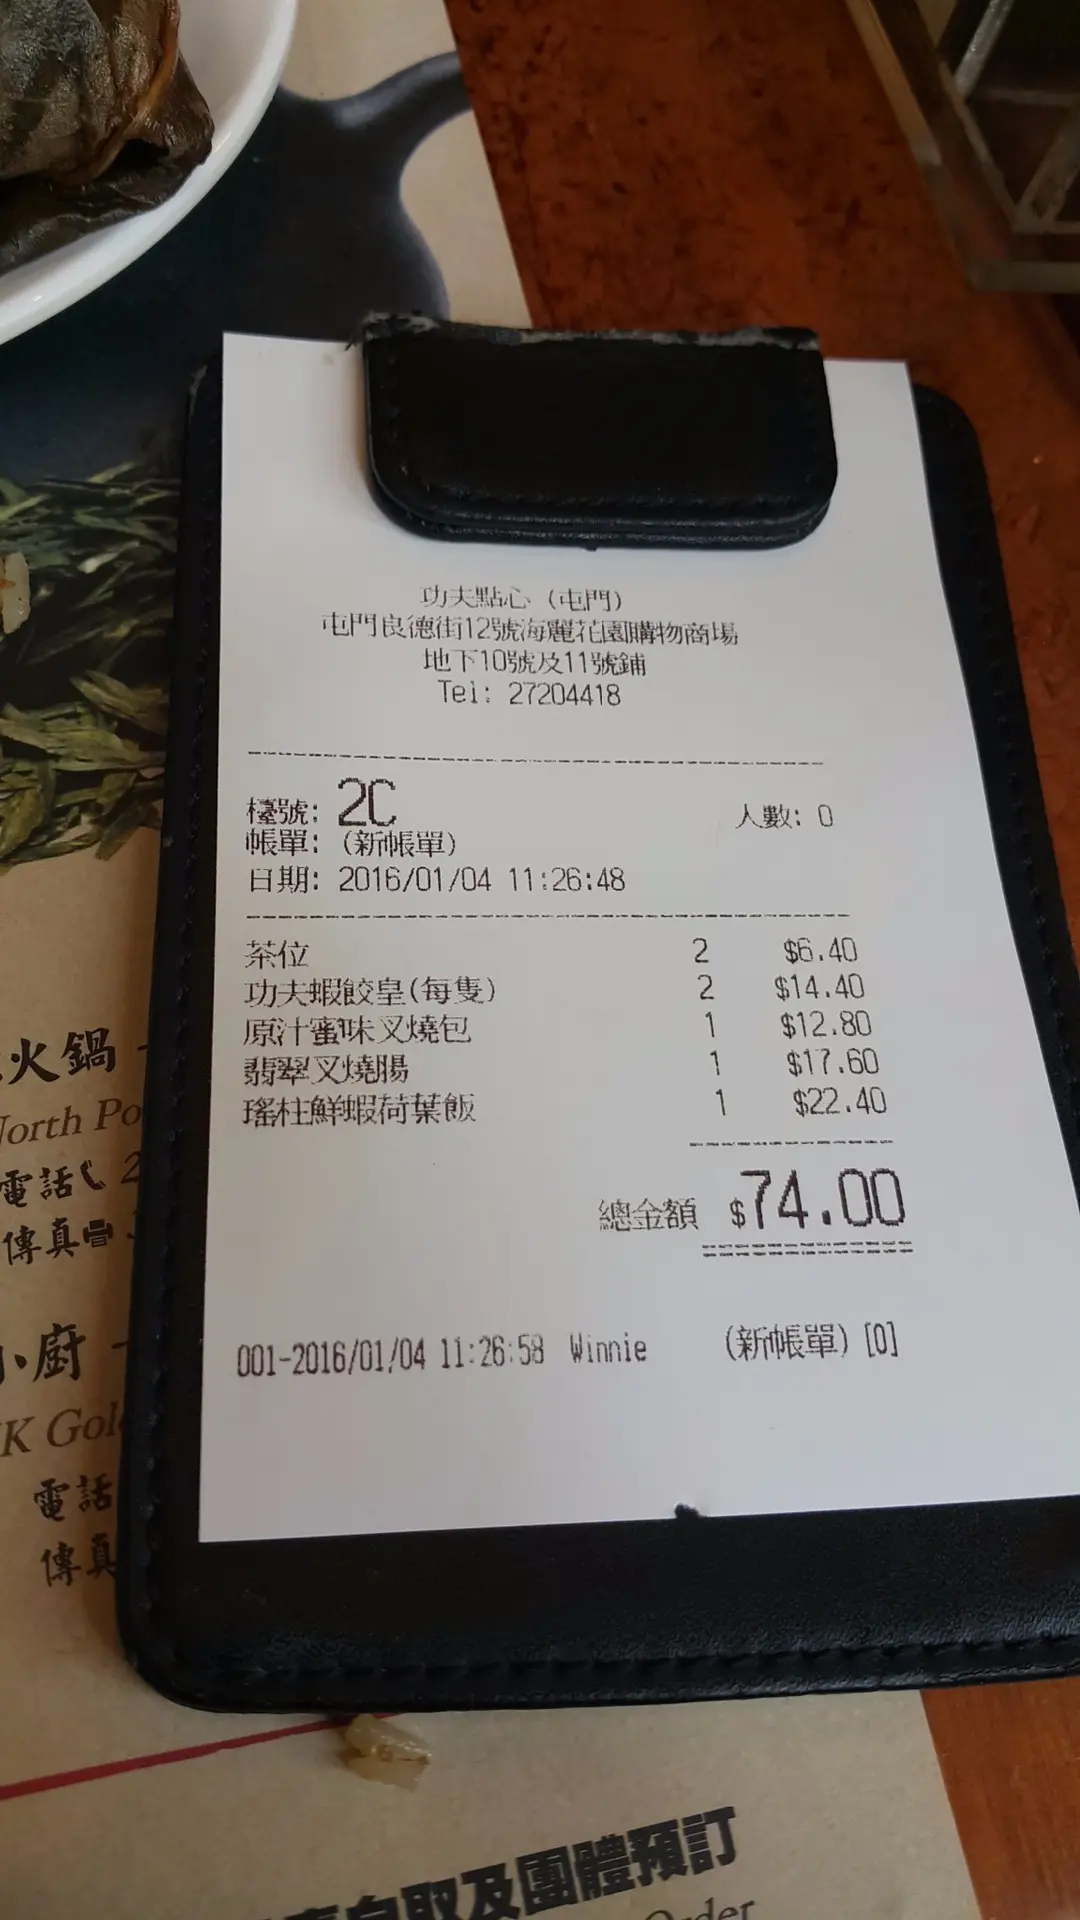 功夫點心 (屯門)
屯門良德街12號海麗花園購物商場
地下10號及11號鋪
Tel: 27204418
檯號: 2C 人數: 0
帳單: (新帳單)
日期: 2016/01/04 11:26:48
茶位 2 $6.40
功夫蝦餃皇(每隻) 2 $14.40
原汁蜜味叉燒包 1 $12.80
翡翠叉燒腸 1 $17.60
瑤柱鮮蝦荷葉飯 1 $22.40
總金額 $74.00
001-2016/01/04 11:26:58 Winnie (新帳單) [0]
火鍋
North Po
電話 2
傳真
小廚
K Gol
電話
傳真
自取及團體預訂
Order